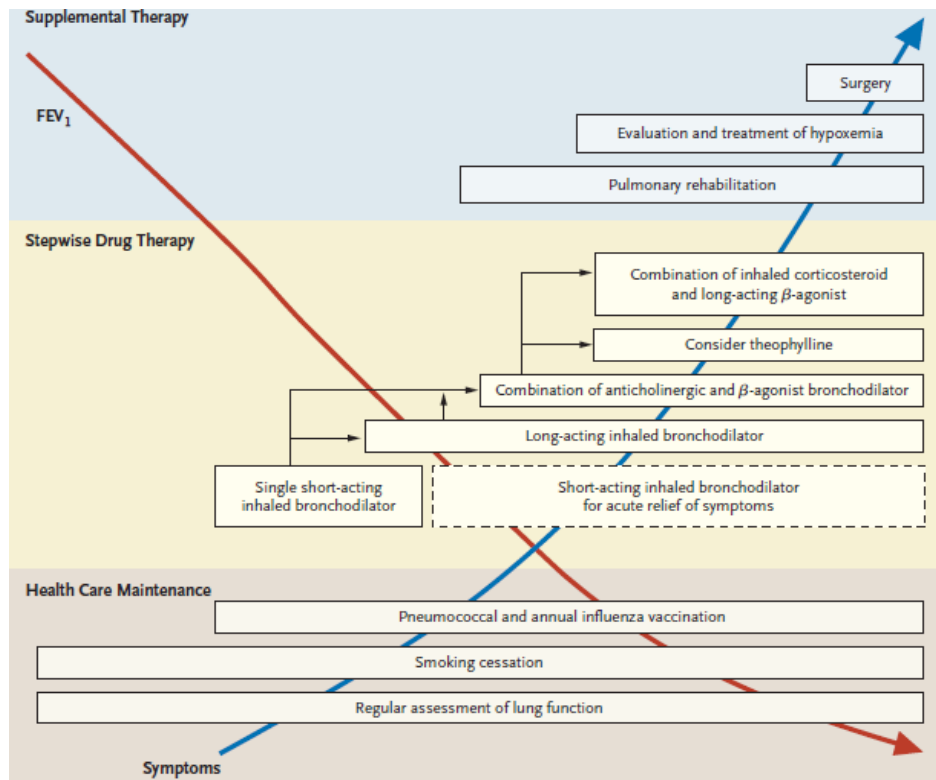 Supplemental Therapy
Surgery
FEV1
Evaluation and treatment of hypoxemia
Pulmonary rehabilitation
Stepwise Drug Therapy
Combination of inhaled corticosteroid
and long-acting β-agonist
Consider theophylline
Combination of anticholinergic and β-agonist bronchodilator
Long-acting inhaled bronchodilator
Single short-acting
inhaled bronchodilator
Short-acting inhaled bronchodilator
for acute relief of symptoms
Health Care Maintenance
Pneumococcal and annual influenza vaccination
Smoking cessation
Regular assessment of lung function
Symptoms